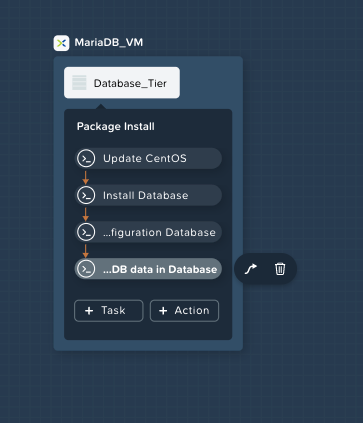 MariaDB_VM
Database_Tier
Package Install
Update CentOS
Install Database
...figuration Database
...DB data in Database
+ Task
+ Action